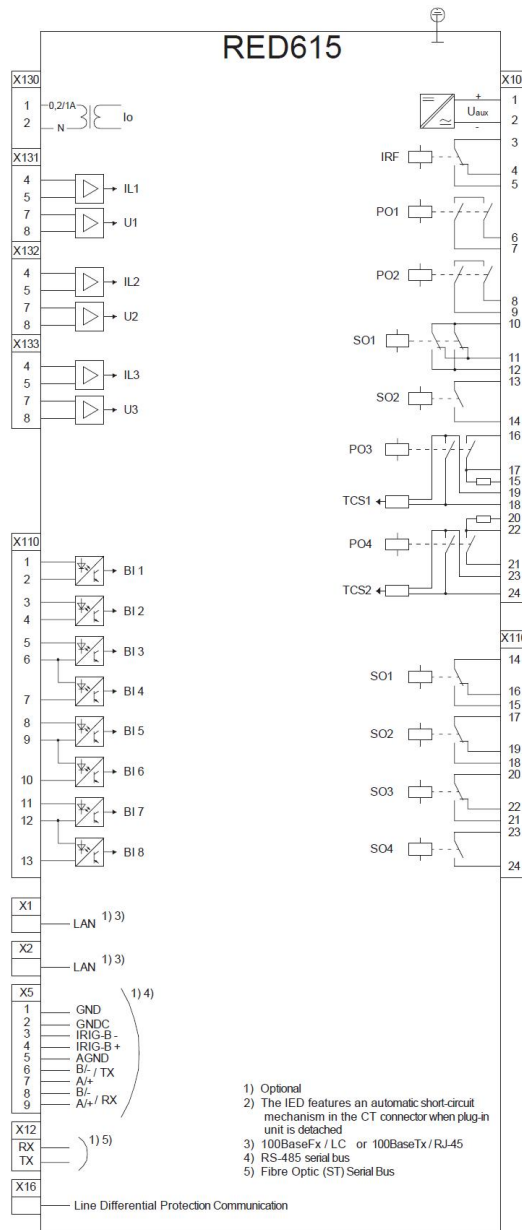 RED615
X130
1 0,2/1A Io
2 N
X131
4 IL1
5
7 U1
8
X132
4 IL2
5
7 U2
8
X133
4 IL3
5
7 U3
8
X110
1 BI 1
2
3 BI 2
4
5 BI 3
6
BI 4
7
8 BI 5
9
BI 6
10
11 BI 7
12
BI 8
13
X1
LAN 1) 3)
X2
LAN 1) 3)
X5
1) 4)
1 GND
2 GNDC
3 IRIG-B -
4 IRIG-B +
5 AGND
6 B/- / TX
7 A/+
8 B/- / RX
9 A/+
X12
RX 1) 5)
TX
X16
Line Differential Protection Communication
X10
+ 1
Uaux
- 2
3
IRF
4
5
PO1
6
7
PO2
8
9
10
SO1
11
12
13
SO2
14
16
PO3
17
15
19
TCS1 18
20
22
PO4
21
23
TCS2 24
X110
14
SO1
16
15
17
SO2
19
18
20
SO3
22
21
23
SO4
24
1) Optional
2) The IED features an automatic short-circuit
mechanism in the CT connector when plug-in
unit is detached
3) 100BaseFx / LC or 100BaseTx / RJ-45
4) RS-485 serial bus
5) Fibre Optic (ST) Serial Bus